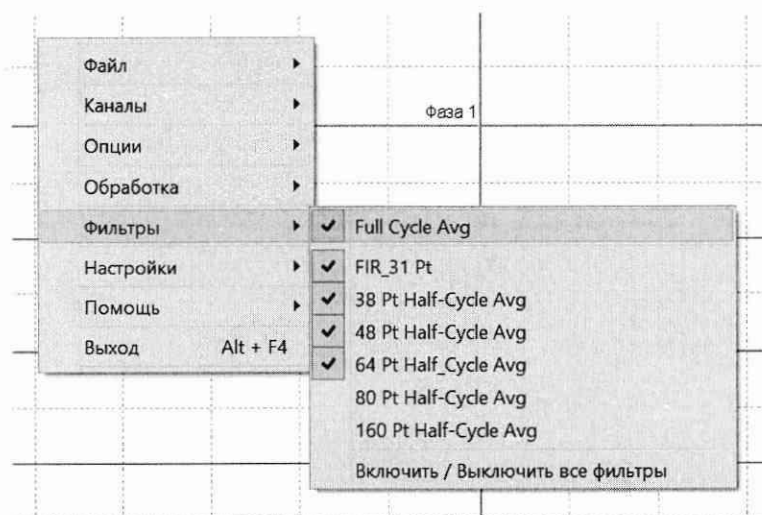 Файл
Каналы
Опции
Обработка
Фильтры
Настройки
Помощь
Выход Alt + F4
Фаза 1
Full Cycle Avg
FIR_31 Pt
38 Pt Half-Cycle Avg
48 Pt Half-Cycle Avg
64 Pt Half_Cycle Avg
80 Pt Half-Cycle Avg
160 Pt Half-Cycle Avg
Включить / Выключить все фильтры